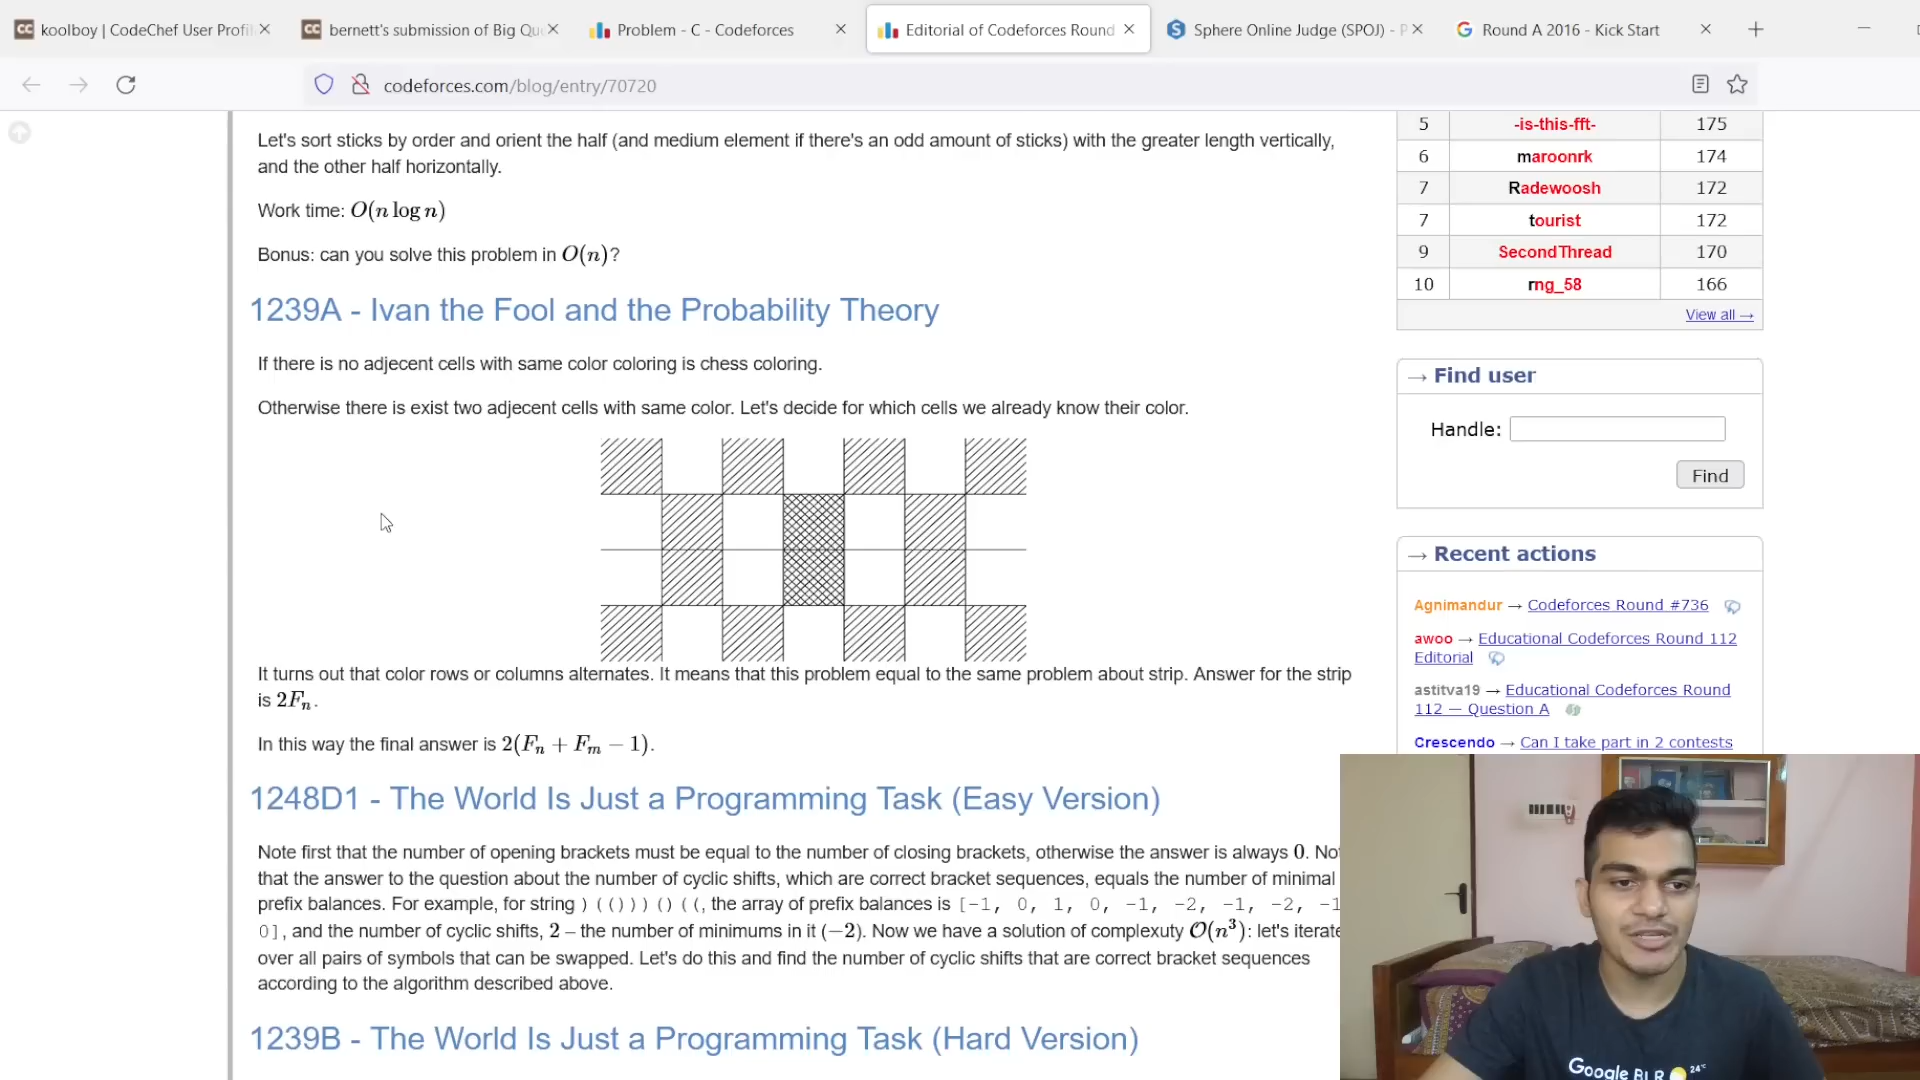 koolboy | CodeChef User Profil
bernett's submission of Big Qu
Problem - C - Codeforces
Editorial of Codeforces Round
Sphere Online Judge (SPOJ) - P
Round A 2016 - Kick Start
codeforces.com/blog/entry/70720
Let's sort sticks by order and orient the half (and medium element if there's an odd amount of sticks) with the greater length vertically,
and the other half horizontally.
Work time: O(n log n)
Bonus: can you solve this problem in O(n)?
1239A - Ivan the Fool and the Probability Theory
If there is no adjecent cells with same color coloring is chess coloring.
Otherwise there is exist two adjecent cells with same color. Let's decide for which cells we already know their color.
It turns out that color rows or columns alternates. It means that this problem equal to the same problem about strip. Answer for the strip
is 2Fₙ.
In this way the final answer is 2(Fₙ + Fₘ − 1).
1248D1 - The World Is Just a Programming Task (Easy Version)
Note first that the number of opening brackets must be equal to the number of closing brackets, otherwise the answer is always 0. No
that the answer to the question about the number of cyclic shifts, which are correct bracket sequences, equals the number of minimal
prefix balances. For example, for string )(()))()((, the array of prefix balances is [-1, 0, 1, 0, -1, -2, -1, -2, -1
0], and the number of cyclic shifts, 2 – the number of minimums in it (−2). Now we have a solution of complexuty O(n³): let's iterate
over all pairs of symbols that can be swapped. Let's do this and find the number of cyclic shifts that are correct bracket sequences
according to the algorithm described above.
1239B - The World Is Just a Programming Task (Hard Version)
5 -is-this-fft- 175
6 maroonrk 174
7 Radewoosh 172
7 tourist 172
9 SecondThread 170
10 rng_58 166
View all →
→ Find user
Handle:
Find
→ Recent actions
Agnimandur → Codeforces Round #736
awoo → Educational Codeforces Round 112
Editorial
astitva19 → Educational Codeforces Round
112 — Question A
Crescendo → Can I take part in 2 contests
Google BLR 24°C